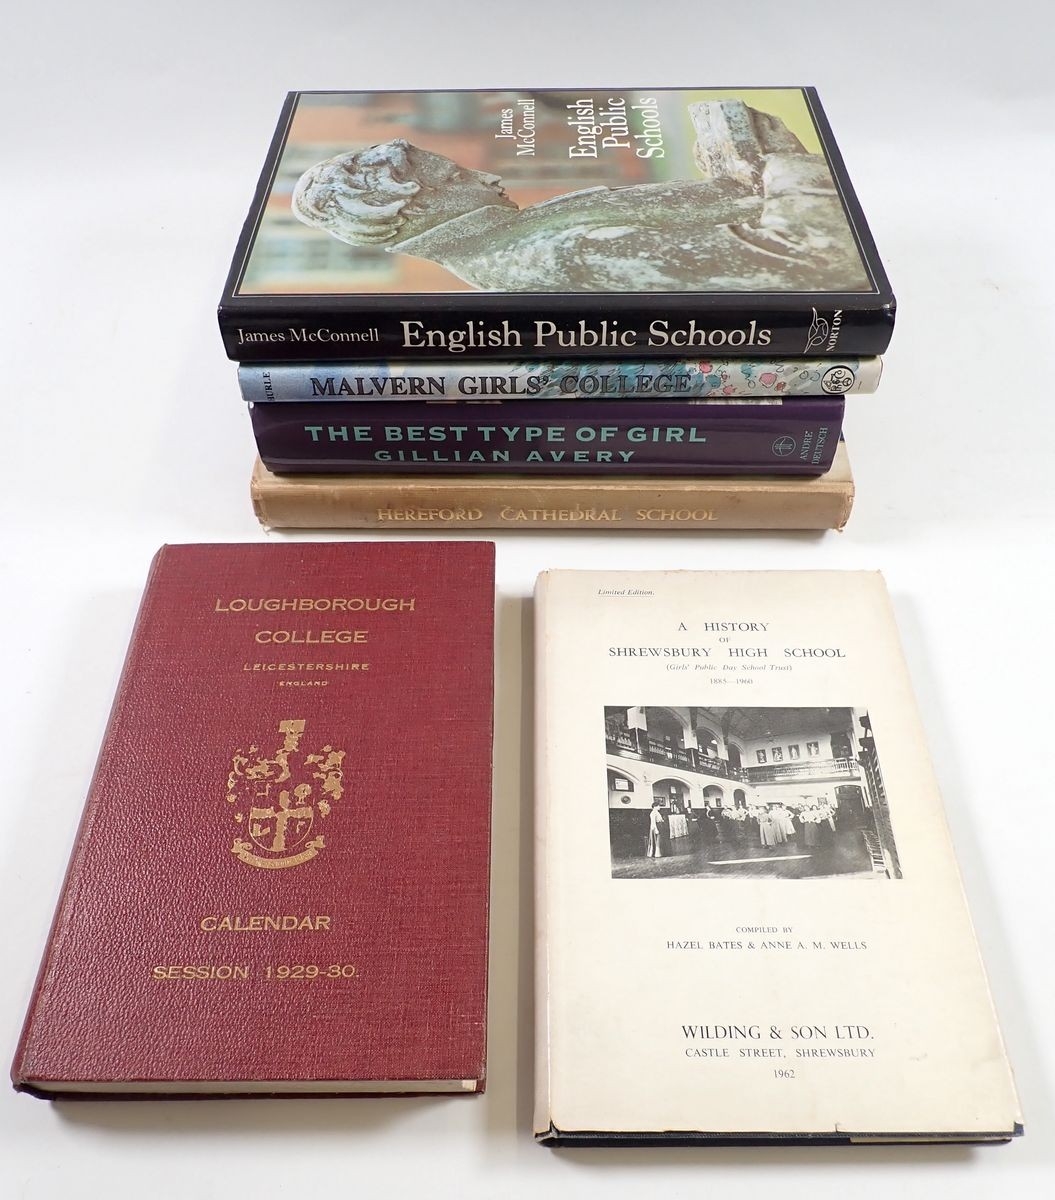 James
McConnell
English
Public
Schools
James McConnell English Public Schools NORTON
HURLE MALVERN GIRLS' COLLEGE
THE BEST TYPE OF GIRL
GILLIAN AVERY
ANDRE
DEUTSCH
HEREFORD CATHEDRAL SCHOOL
LOUGHBOROUGH
COLLEGE
LEICESTERSHIRE
ENGLAND
CALENDAR
SESSION 1929-30.
Limited Edition.
A HISTORY
OF
SHREWSBURY HIGH SCHOOL
(Girls' Public Day School Trust)
1885—1960
COMPILED BY
HAZEL BATES & ANNE A. M. WELLS
WILDING & SON LTD.
CASTLE STREET, SHREWSBURY
1962